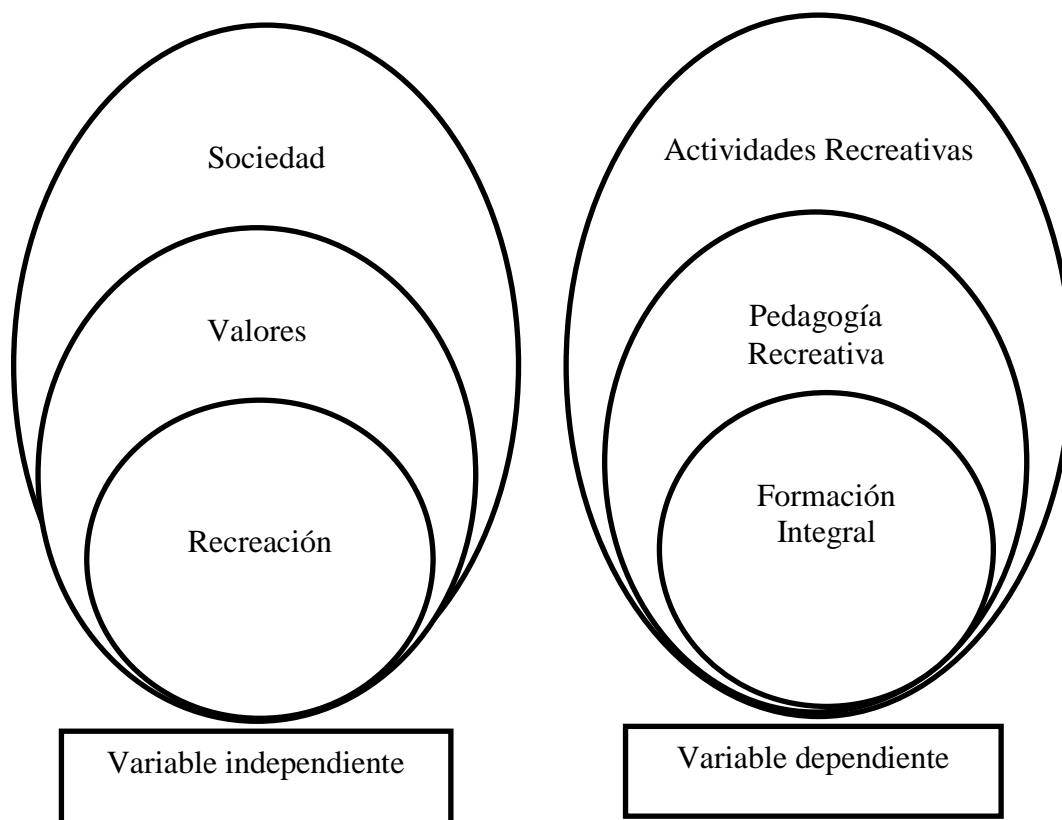 Sociedad
Valores
Recreación
Variable independiente
Actividades Recreativas
Pedagogía
Recreativa
Formación
Integral
Variable dependiente